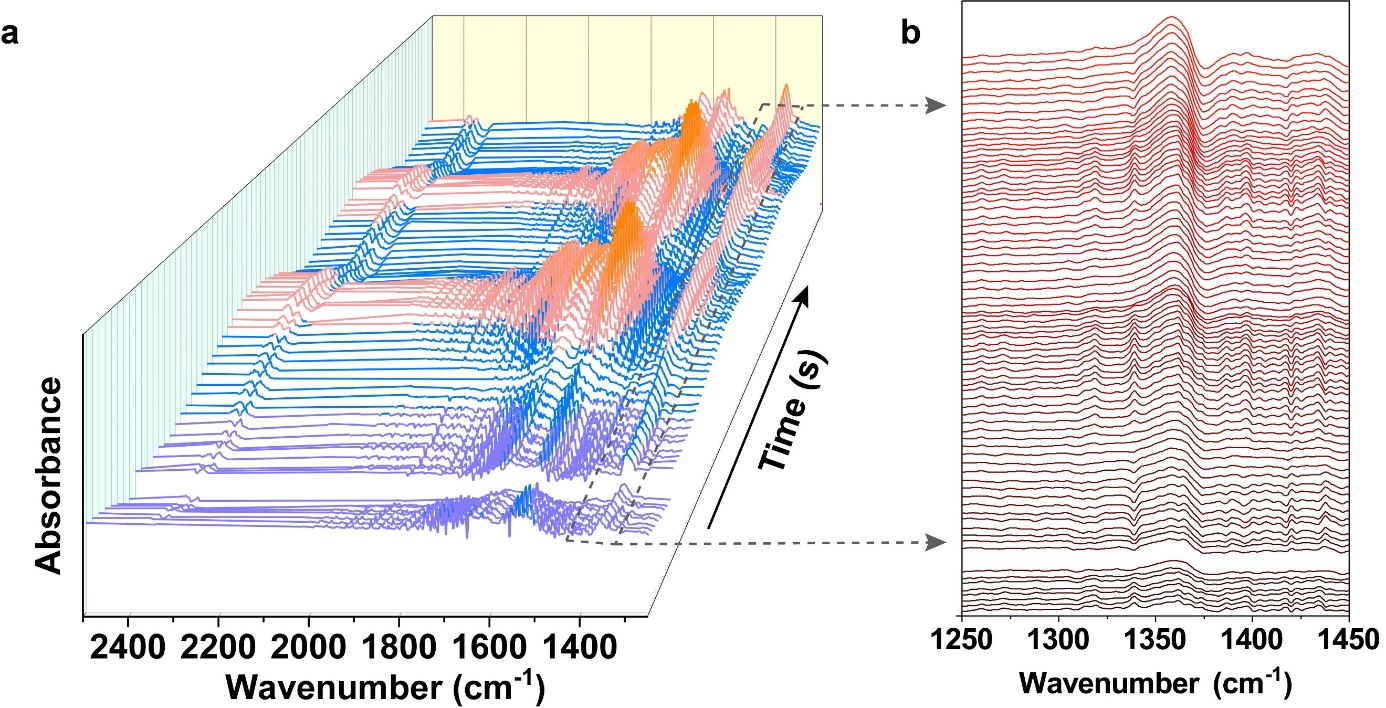 a
b
Absorbance
Time (s)
2400 2200 2000 1800 1600 1400
Wavenumber (cm⁻¹)
1250 1300 1350 1400 1450
Wavenumber (cm⁻¹)